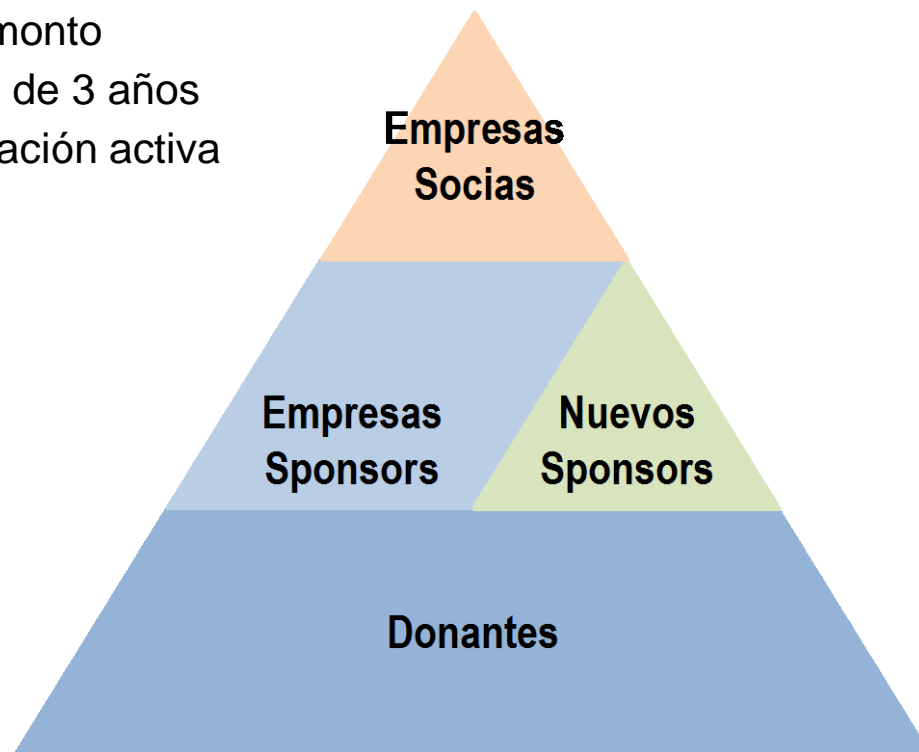 monto
de 3 años
ación activa
Empresas
Socias
Empresas
Sponsors
Nuevos
Sponsors
Donantes